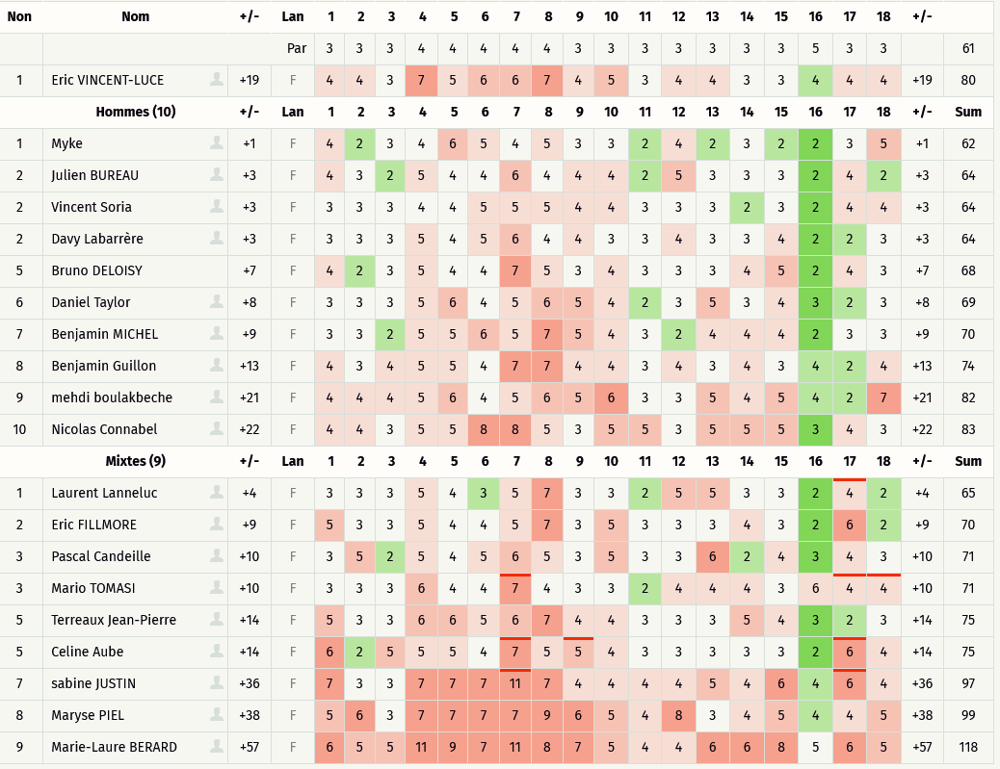 Non Nom +/- Lan 1 2 3 4 5 6 7 8 9 10 11 12 13 14 15 16 17 18 +/-
Par 3 3 3 4 4 4 4 4 3 3 3 3 3 3 3 5 3 3 61
1 Eric VINCENT-LUCE +19 F 4 4 3 7 5 6 6 7 4 5 3 4 4 3 3 4 4 4 +19 80
Hommes (10) +/- Lan 1 2 3 4 5 6 7 8 9 10 11 12 13 14 15 16 17 18 +/- Sum
1 Myke +1 F 4 2 3 4 6 5 4 5 3 3 2 4 2 3 2 2 3 5 +1 62
2 Julien BUREAU +3 F 4 3 2 5 4 4 6 4 4 4 2 5 3 3 3 2 4 2 +3 64
2 Vincent Soria +3 F 3 3 3 4 4 5 5 5 4 4 3 3 3 2 3 2 4 4 +3 64
2 Davy Labarrère +3 F 3 3 3 5 4 5 6 4 4 3 3 4 3 3 4 2 2 3 +3 64
5 Bruno DELOISY +7 F 4 2 3 5 4 4 7 5 3 4 3 3 3 4 5 2 4 3 +7 68
6 Daniel Taylor +8 F 3 3 3 5 6 4 5 6 5 4 2 3 5 3 4 3 2 3 +8 69
7 Benjamin MICHEL +9 F 3 3 2 5 5 6 5 7 5 4 3 2 4 4 4 2 3 3 +9 70
8 Benjamin Guillon +13 F 4 3 4 5 5 4 7 7 4 4 3 4 3 4 3 4 2 4 +13 74
9 mehdi boulakbeche +21 F 4 4 4 5 6 4 5 6 5 6 3 3 5 4 5 4 2 7 +21 82
10 Nicolas Connabel +22 F 4 4 3 5 5 8 8 5 3 5 5 3 5 5 5 3 4 3 +22 83
Mixtes (9) +/- Lan 1 2 3 4 5 6 7 8 9 10 11 12 13 14 15 16 17 18 +/- Sum
1 Laurent Lanneluc +4 F 3 3 3 5 4 3 5 7 3 3 2 5 5 3 3 2 4 2 +4 65
2 Eric FILLMORE +9 F 5 3 3 5 4 4 5 7 3 5 3 3 3 4 3 2 6 2 +9 70
3 Pascal Candeille +10 F 3 5 2 5 4 5 6 5 3 5 3 3 6 2 4 3 4 3 +10 71
3 Mario TOMASI +10 F 3 3 3 6 4 4 7 4 3 3 2 4 4 4 3 6 4 4 +10 71
5 Terreaux Jean-Pierre +14 F 5 3 3 6 6 5 6 7 4 4 3 3 3 5 4 3 2 3 +14 75
5 Celine Aube +14 F 6 2 5 5 5 4 7 5 5 4 3 3 3 3 3 2 6 4 +14 75
7 sabine JUSTIN +36 F 7 3 3 7 7 7 11 7 4 4 4 4 5 4 6 4 6 4 +36 97
8 Maryse PIEL +38 F 5 6 3 7 7 7 7 9 6 5 4 8 3 4 5 4 4 5 +38 99
9 Marie-Laure BERARD +57 F 6 5 5 11 9 7 11 8 7 5 4 4 6 6 8 5 6 5 +57 118